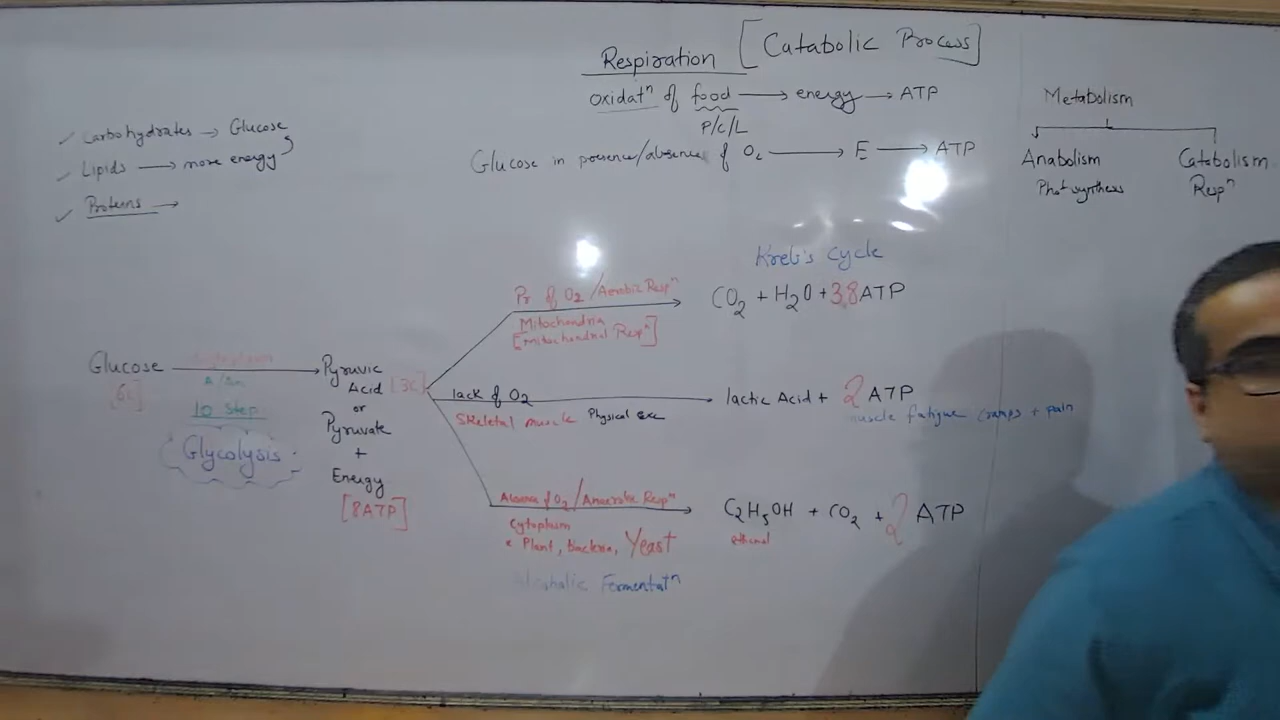 Respiration [Catabolic Process]
Oxidatⁿ of food → energy → ATP
P/C/L
Glucose in presence/absence of O₂ → E → ATP
Metabolism
Anabolism
Photosynthesis
Catabolism
Respⁿ
✓ Carbohydrates → Glucose
✓ Lipids → more energy
✓ Proteins →
Glucose
[6C]
Cytoplasm
10 Step
Glycolysis
Pyruvic
Acid [3C]
or
Pyruvate
+
Energy
[8ATP]
Pr of O₂/Aerobic Respⁿ
Mitochondria
[Mitochondrial Respⁿ]
Kreb's Cycle
CO₂ + H₂O + 38 ATP
lack of O₂
Skeletal muscle Physical exc
lactic Acid + 2 ATP
muscle fatigue cramps + pain
Absence of O₂/Anaerobic Respⁿ
Cytoplasm
* Plant, bacteria, Yeast
Alcoholic Fermentatⁿ
C₂H₅OH + CO₂ + 2 ATP
ethanol